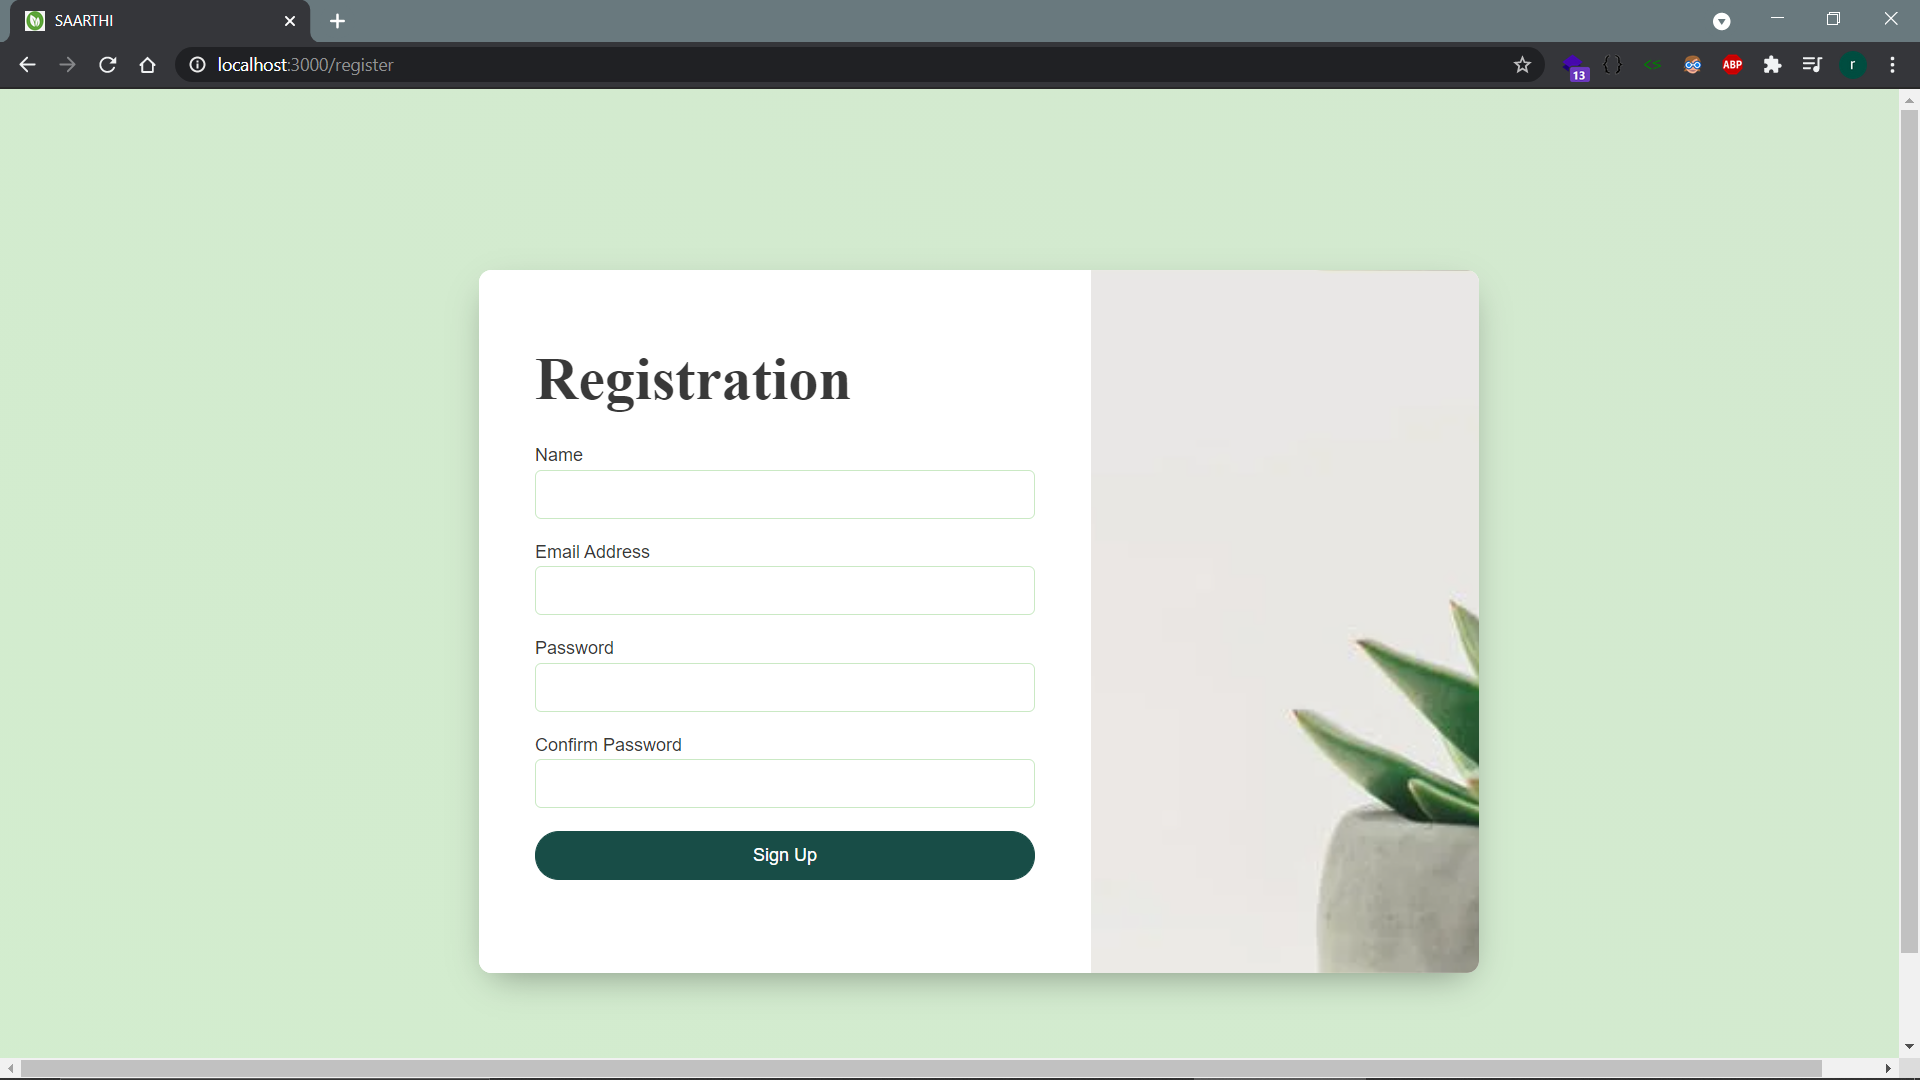 SAARTHI
localhost:3000/register
13
{}
<$
ABP
r
Registration
Name
Email Address
Password
Confirm Password
Sign Up